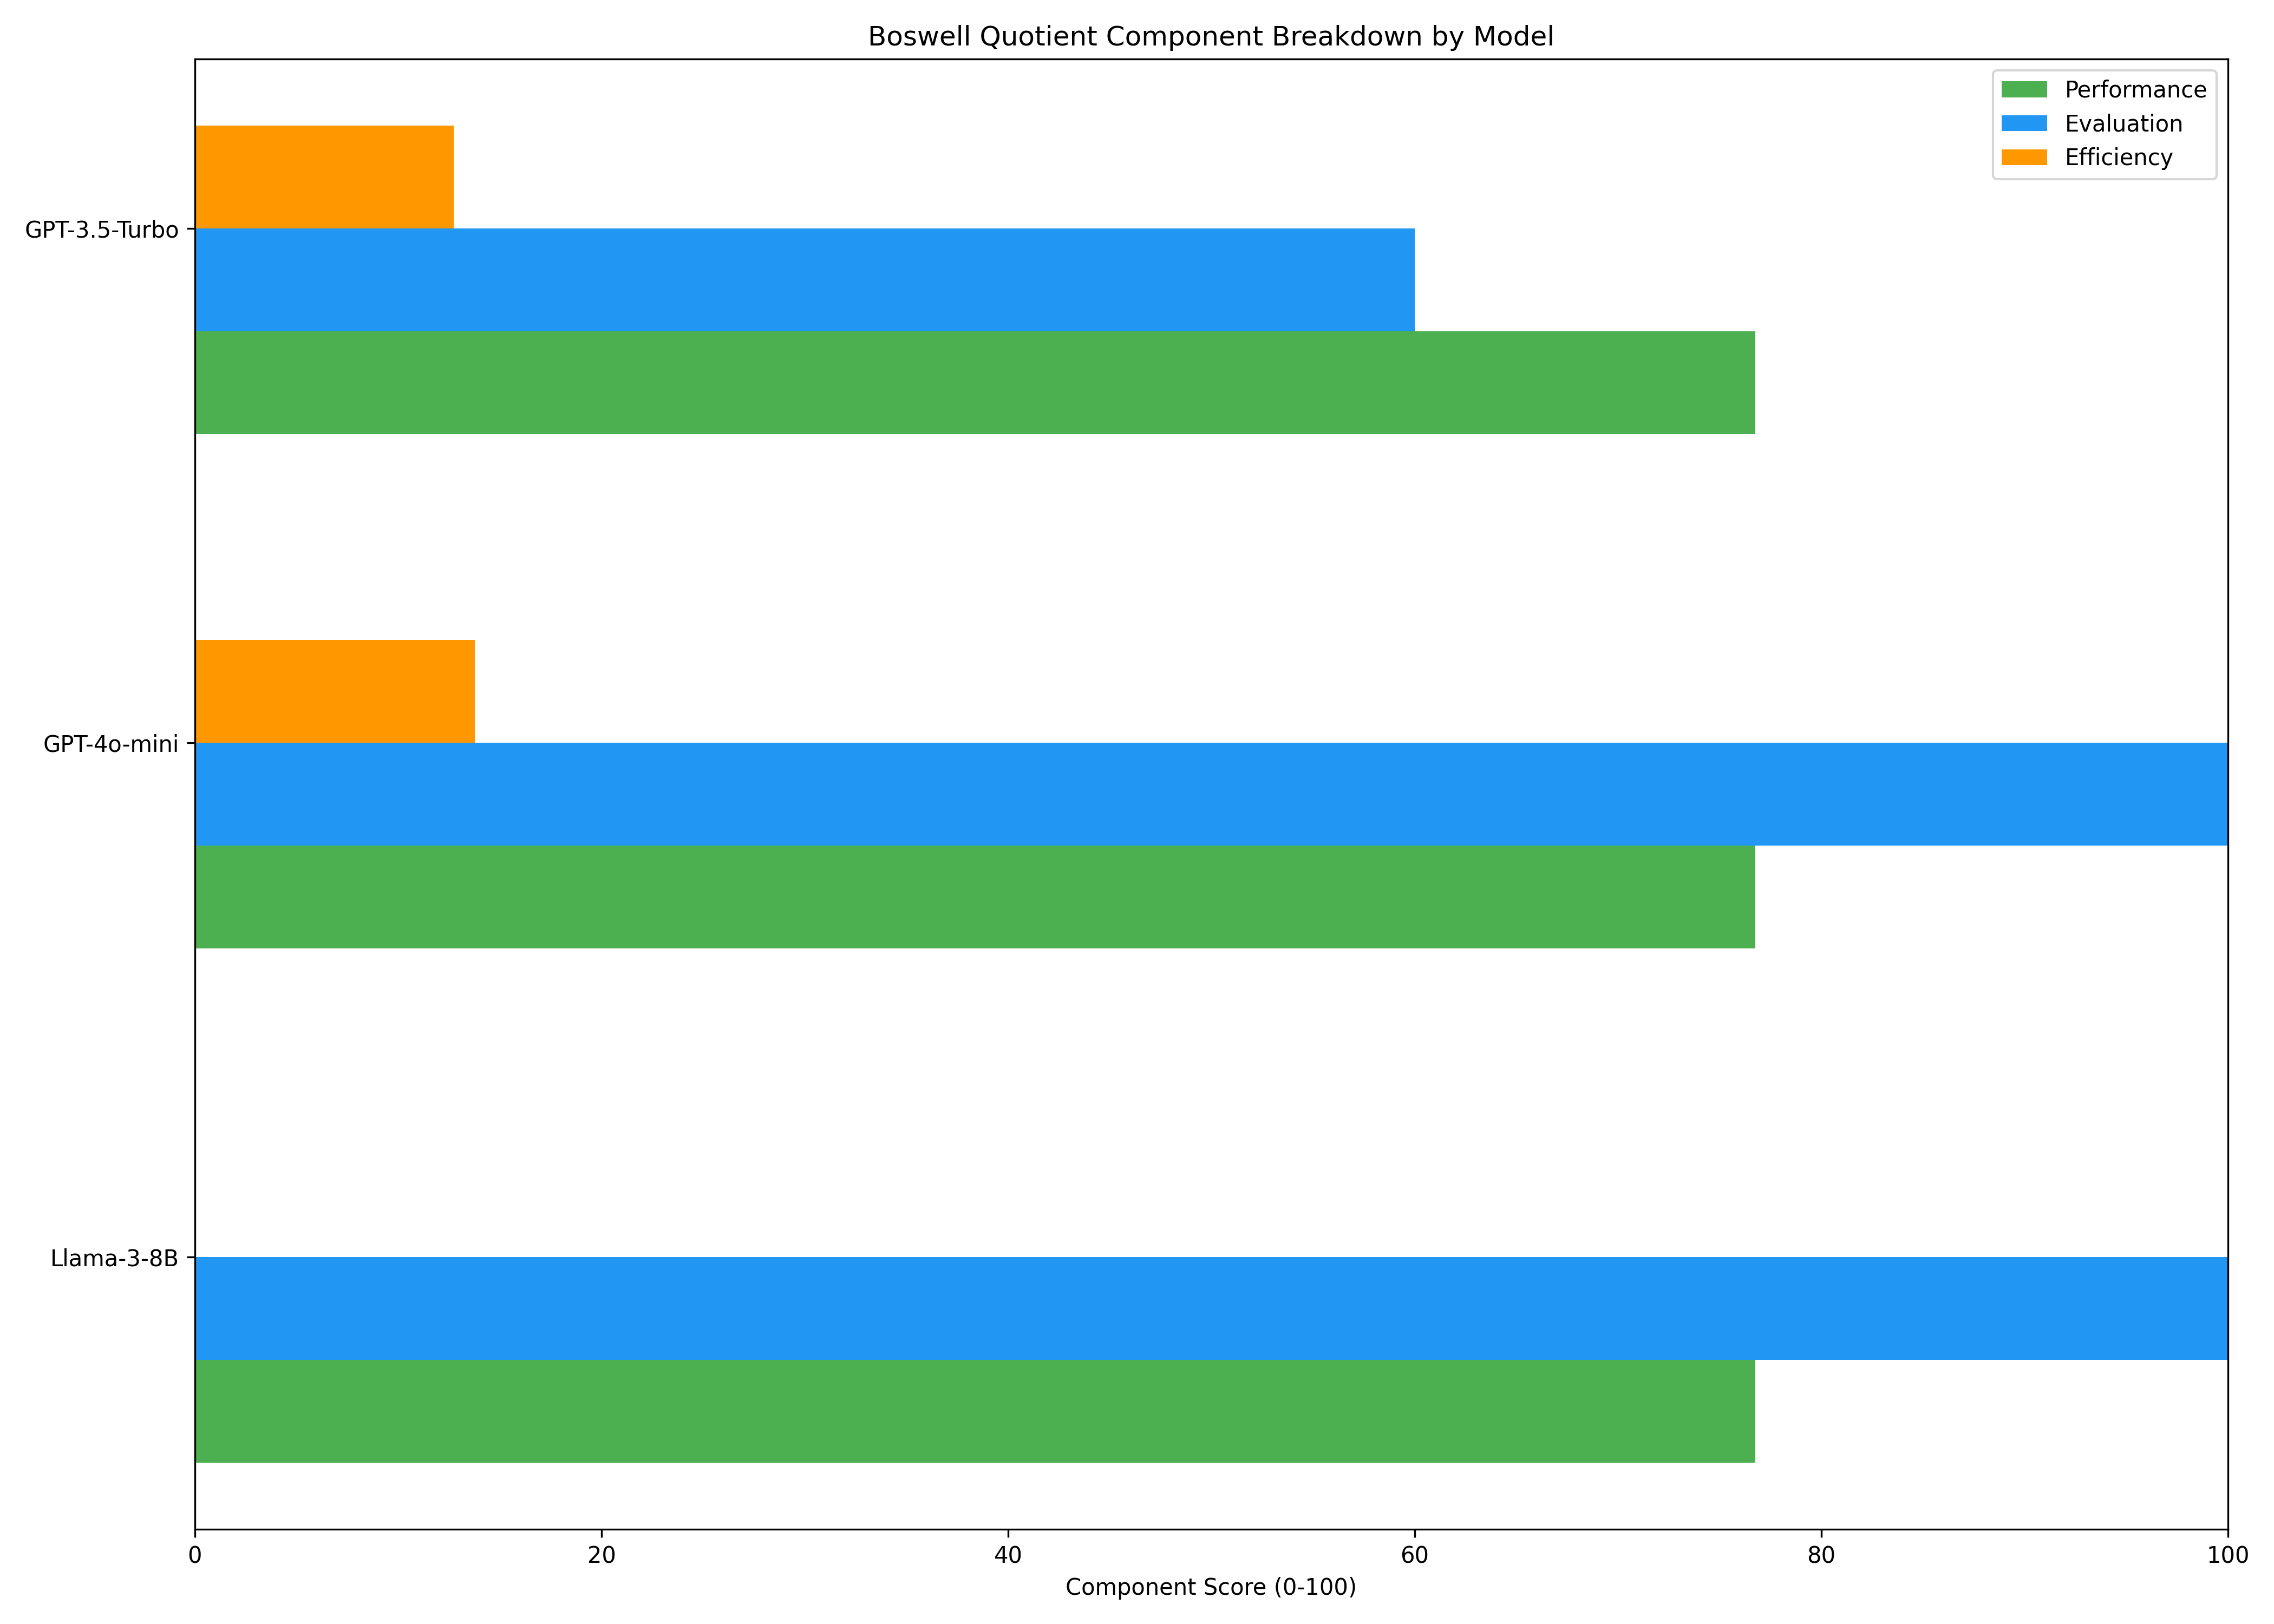 Boswell Quotient Component Breakdown by Model
Performance
Evaluation
Efficiency
GPT-3.5-Turbo
GPT-4o-mini
Llama-3-8B
0
20
40
60
80
100
Component Score (0-100)